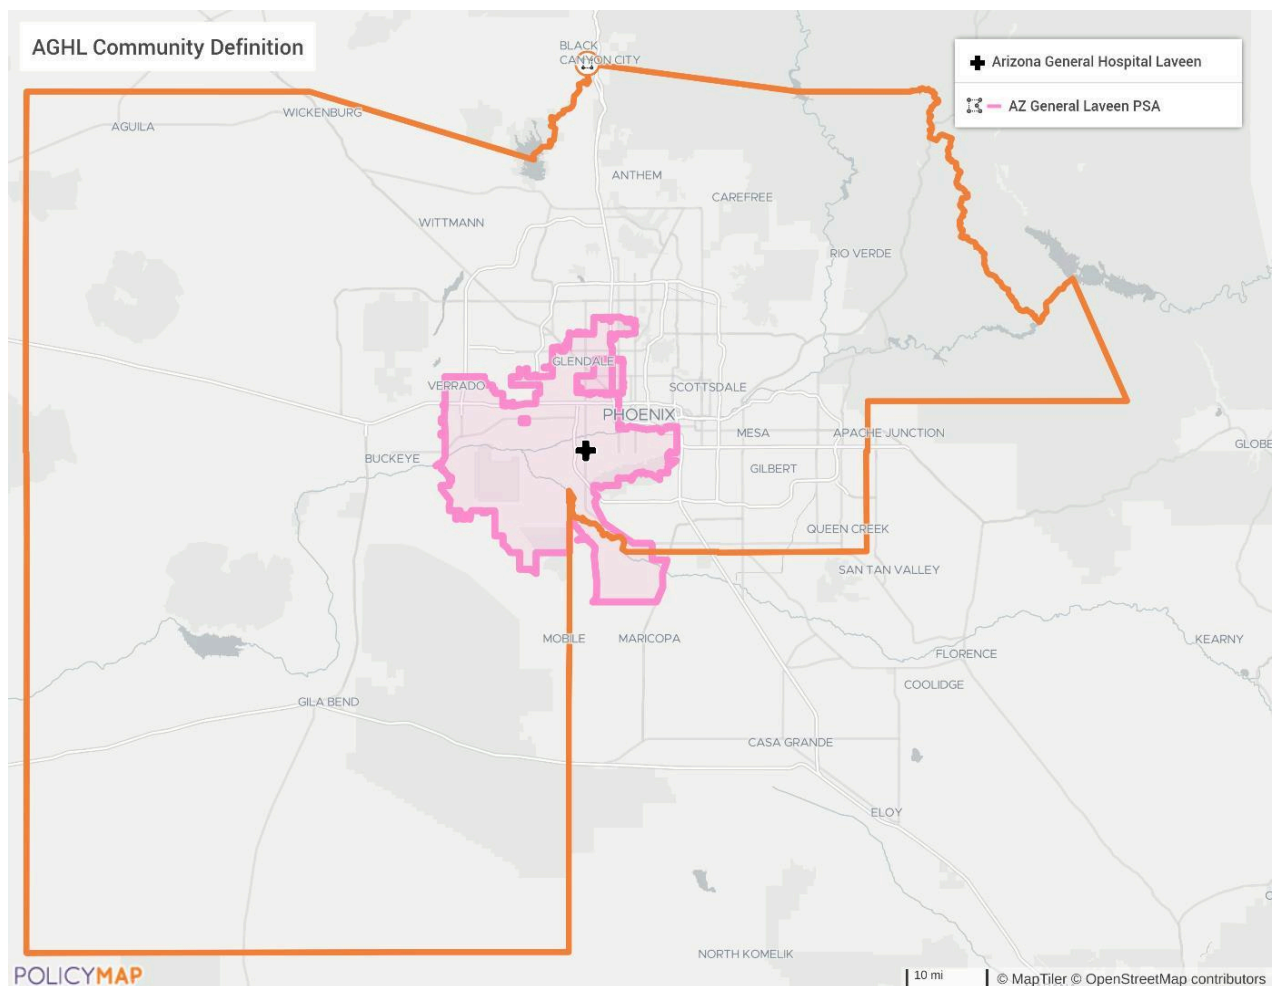 AGHL Community Definition
BLACK
CANYON CITY
Arizona General Hospital Laveen
AZ General Laveen PSA
WICKENBURG
AGUILA
ANTHEM
CAREFREE
WITTMANN
RIO VERDE
GLENDALE
VERRADO
SCOTTSDALE
PHOENIX
MESA
APACHE JUNCTION
GLOBE
BUCKEYE
GILBERT
QUEEN CREEK
SAN TAN VALLEY
MOBILE
MARICOPA
KEARNY
FLORENCE
COOLIDGE
GILA BEND
CASA GRANDE
ELOY
NORTH KOMELIK
POLICYMAP
10 mi
© MapTiler © OpenStreetMap contributors